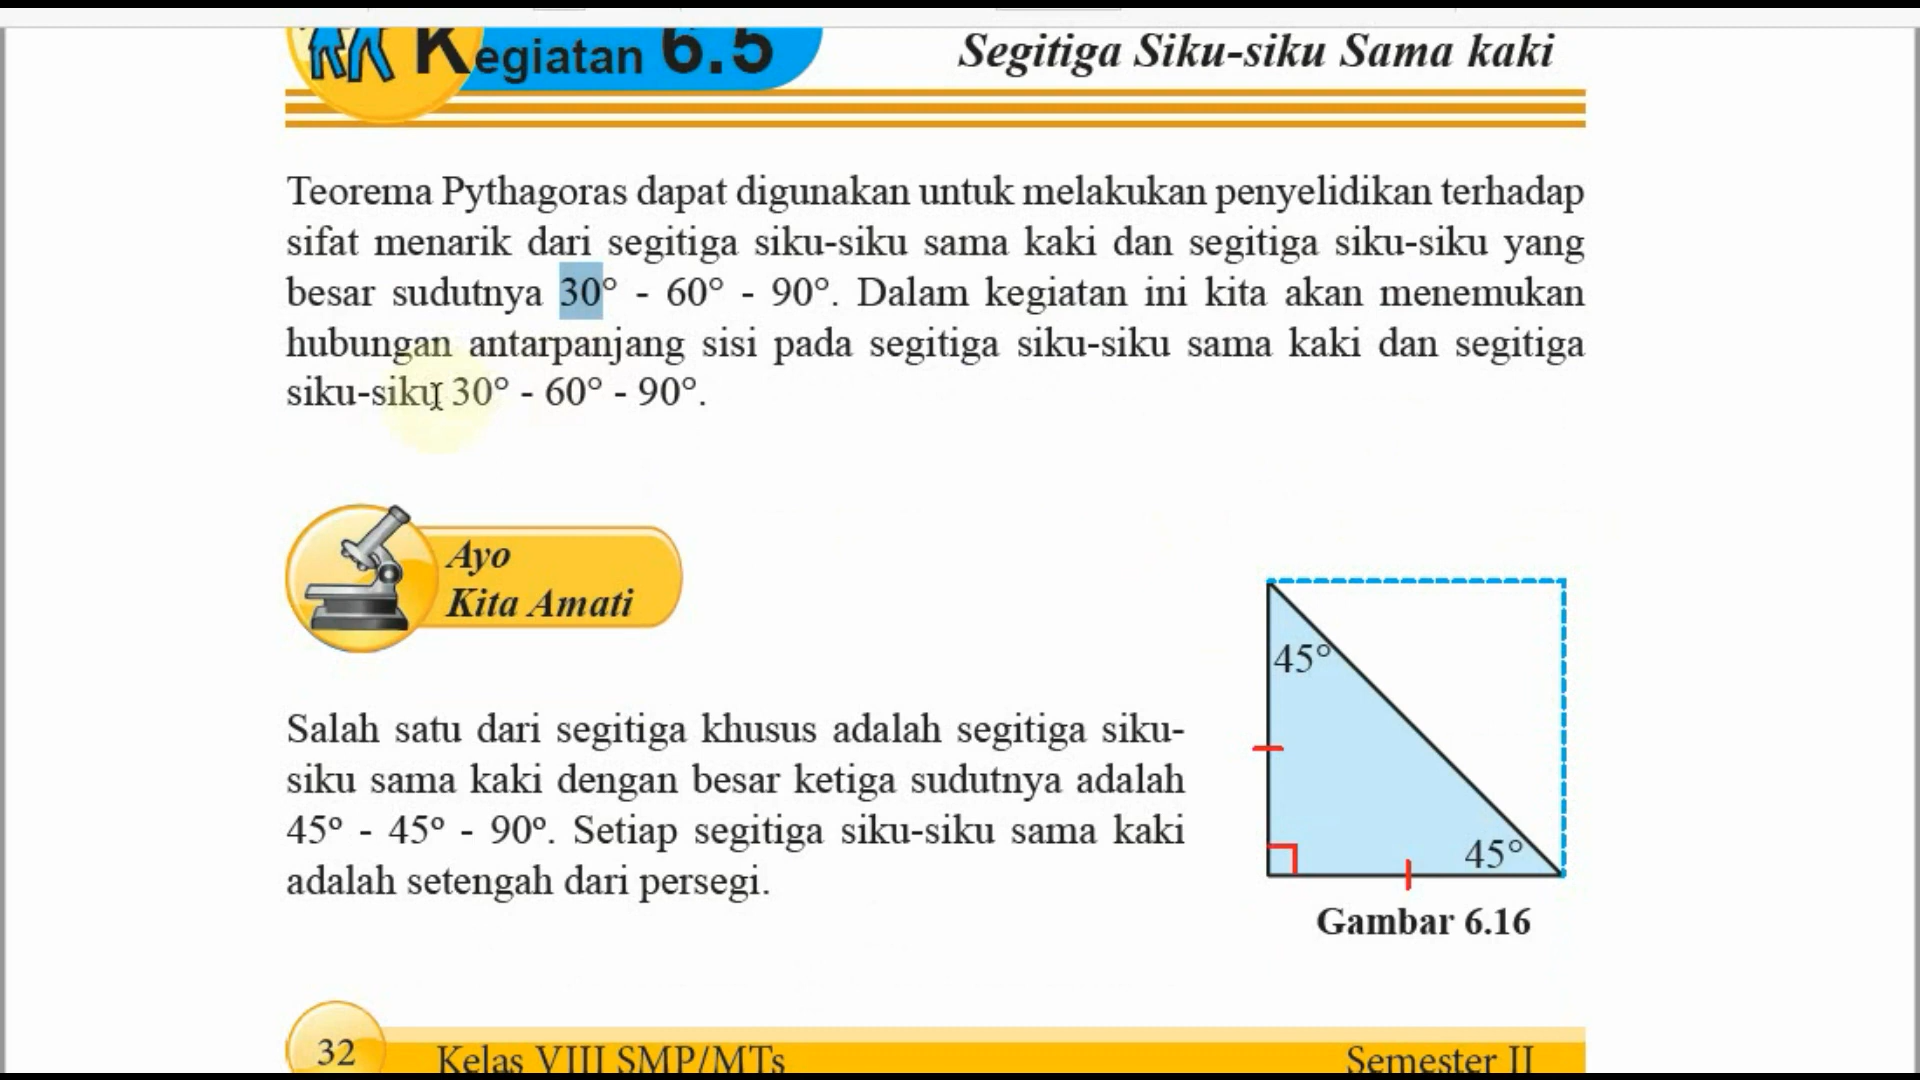 Kegiatan 6.5
Segitiga Siku-siku Sama kaki
Teorema Pythagoras dapat digunakan untuk melakukan penyelidikan terhadap
sifat menarik dari segitiga siku-siku sama kaki dan segitiga siku-siku yang
besar sudutnya 30° - 60° - 90°. Dalam kegiatan ini kita akan menemukan
hubungan antarpanjang sisi pada segitiga siku-siku sama kaki dan segitiga
siku-siku 30° - 60° - 90°.
Ayo
Kita Amati
Salah satu dari segitiga khusus adalah segitiga siku-
siku sama kaki dengan besar ketiga sudutnya adalah
45º - 45º - 90º. Setiap segitiga siku-siku sama kaki
adalah setengah dari persegi.
45°
45°
Gambar 6.16
32
Kelas VIII SMP/MTs
Semester II